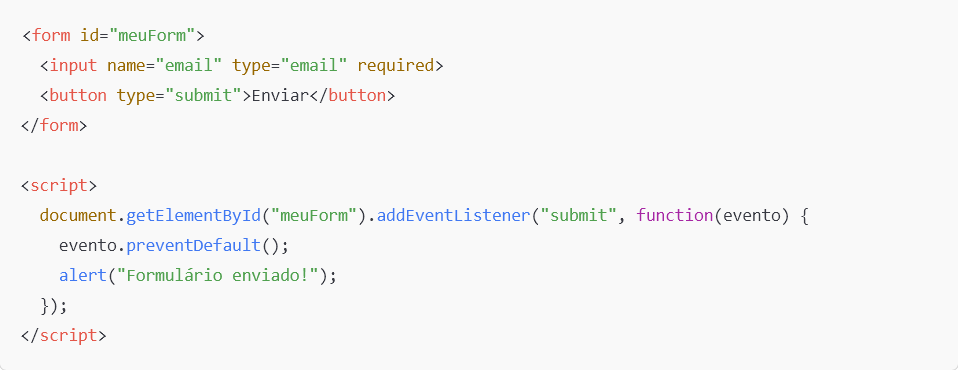 <form id="meuForm">
  <input name="email" type="email" required>
  <button type="submit">Enviar</button>
</form>

<script>
  document.getElementById("meuForm").addEventListener("submit", function(evento) {
    evento.preventDefault();
    alert("Formulário enviado!");
  });
</script>